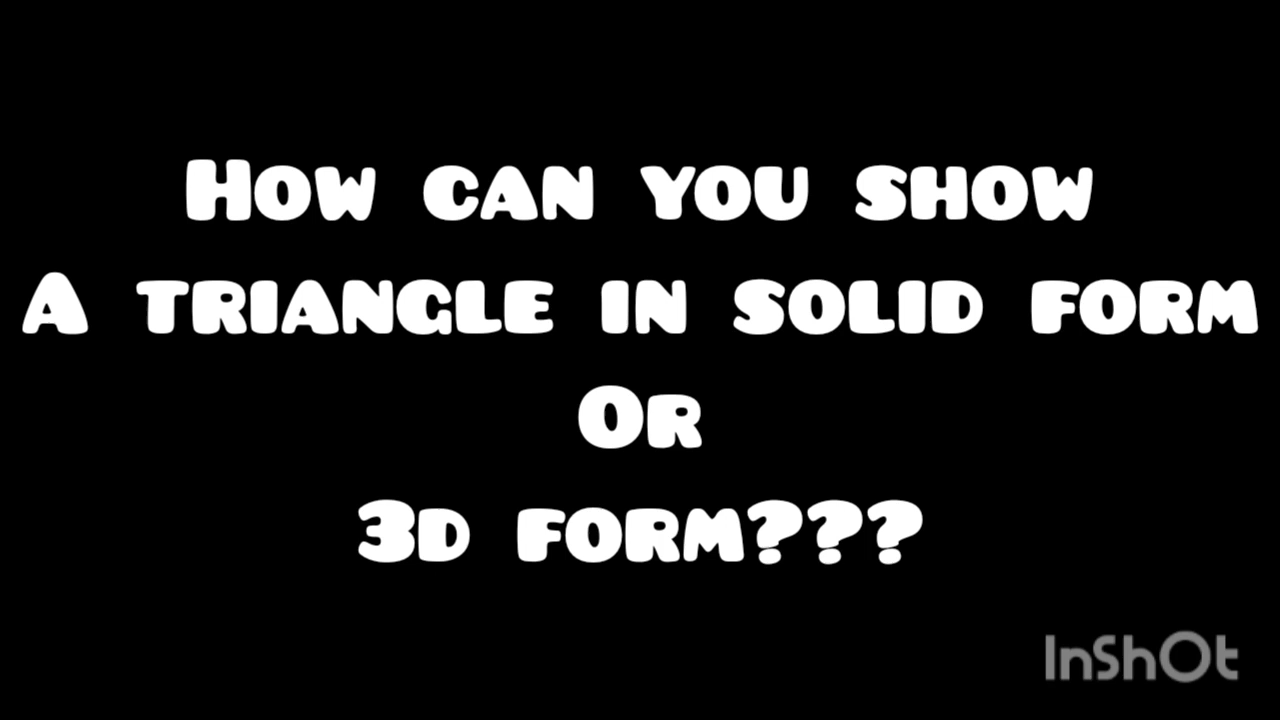 How can you show
A triangle in solid form
Or
3d form???
InShOt